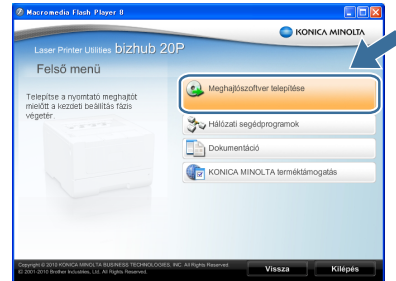 Macromedia Flash Player 8
KONICA MINOLTA
Laser Printer Utilities bizhub 20P
Felső menü
Telepítse a nyomtató meghajtót
mielőtt a kezdeti beállítás fázis
végetér
Meghajtószoftver telepítése
Hálózati segédprogramok
Dokumentáció
KONICA MINOLTA terméktámogatás
Copyright © 2010 KONICA MINOLTA BUSINESS TECHNOLOGIES. INC. All Rights Reserved
© 2001-2010 Brother Industries, Ltd. All Rights Reserved.
Vissza
Kilépés